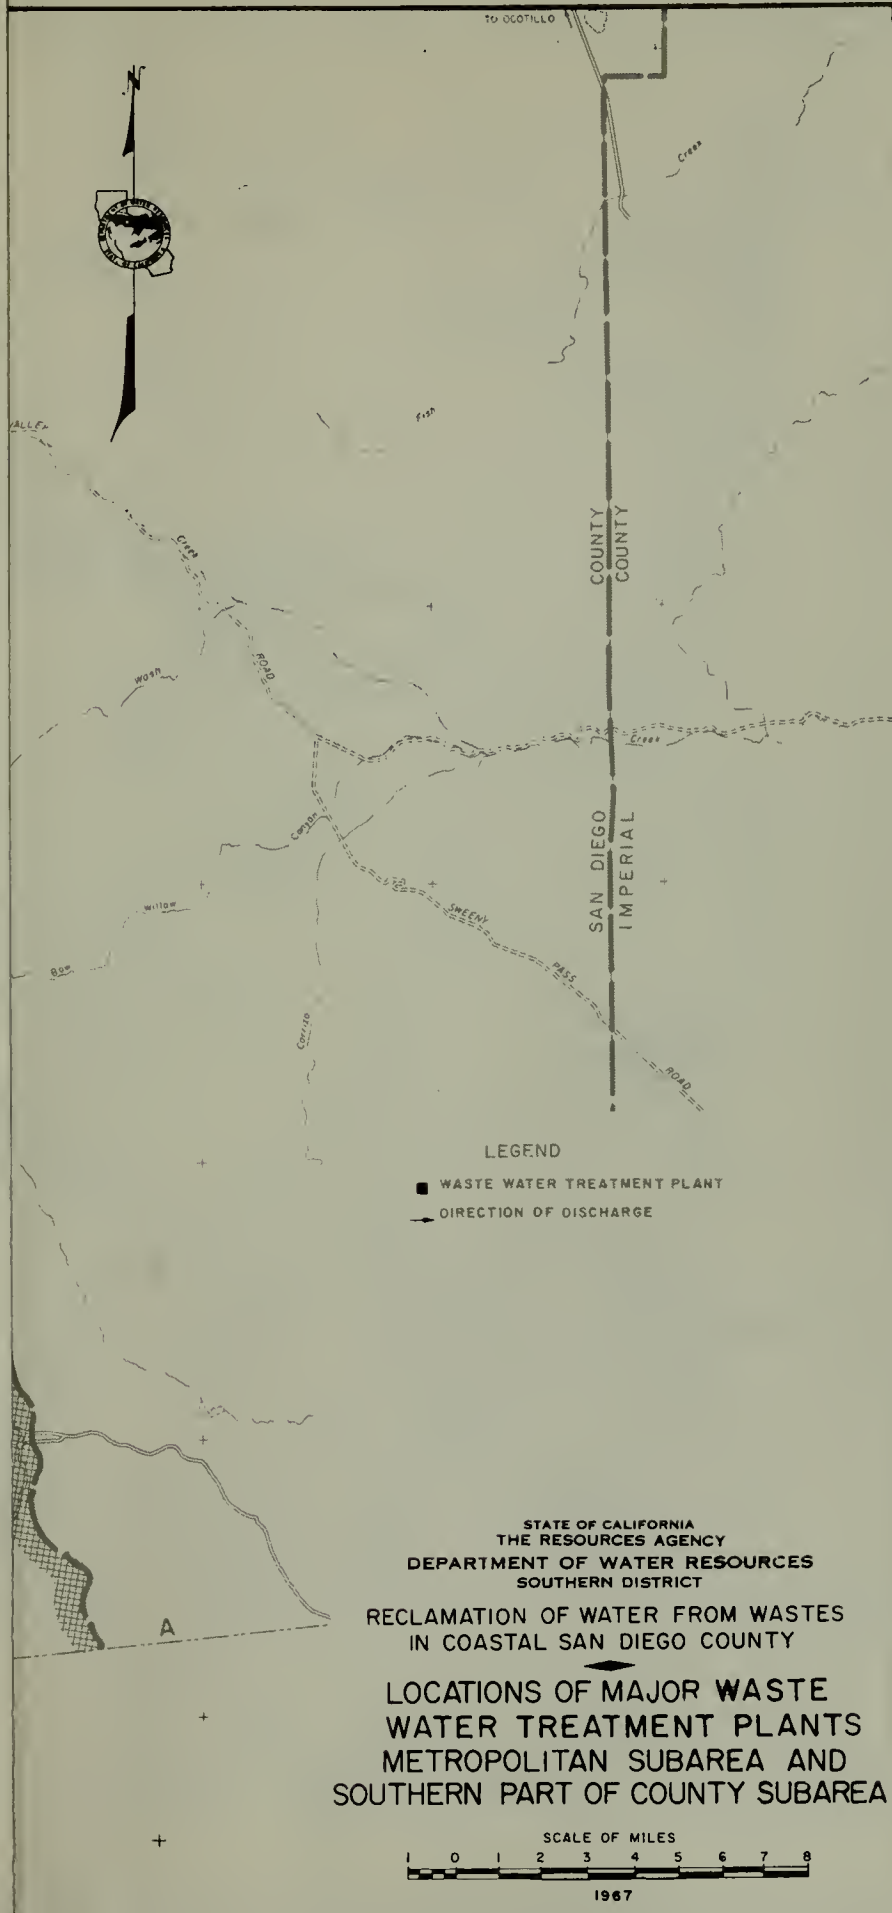 TO OCOTILLO
N
Creek
Fish
COUNTY
COUNTY
Creek
ROAD
Wash
Creek
Canyon
SAN DIEGO
IMPERIAL
Willow
SWEENY
Bow
PASS
Carrizo
ROAD
LEGEND
WASTE WATER TREATMENT PLANT
DIRECTION OF DISCHARGE
A
STATE OF CALIFORNIA
THE RESOURCES AGENCY
DEPARTMENT OF WATER RESOURCES
SOUTHERN DISTRICT
RECLAMATION OF WATER FROM WASTES
IN COASTAL SAN DIEGO COUNTY
LOCATIONS OF MAJOR WASTE
WATER TREATMENT PLANTS
METROPOLITAN SUBAREA AND
SOUTHERN PART OF COUNTY SUBAREA
SCALE OF MILES
1 0 1 2 3 4 5 6 7 8
1967